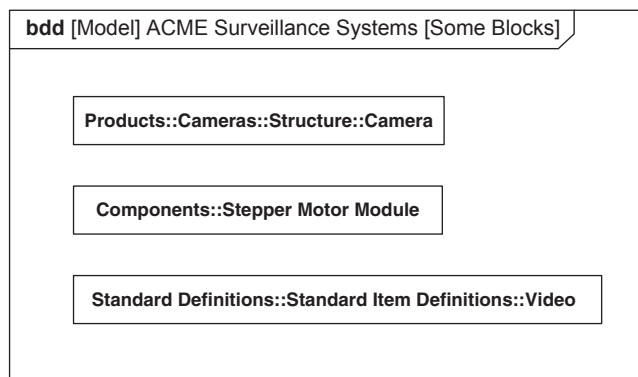 bdd [Model] ACME Surveillance Systems [Some Blocks]
Products::Cameras::Structure::Camera
Components::Stepper Motor Module
Standard Definitions::Standard Item Definitions::Video